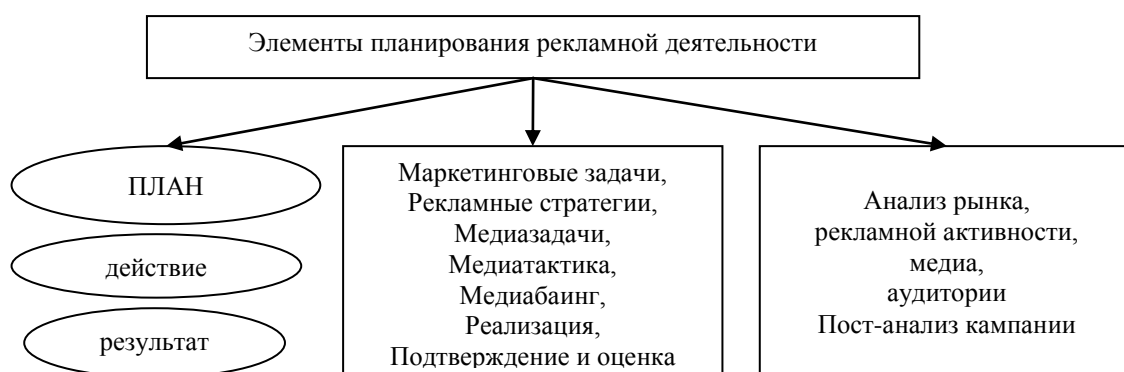 Элементы планирования рекламной деятельности
ПЛАН
действие
результат
Маркетинговые задачи,
Рекламные стратегии,
Медиазадачи,
Медиатактика,
Медиабаинг,
Реализация,
Подтверждение и оценка
Анализ рынка,
рекламной активности,
медиа,
аудитории
Пост-анализ кампании